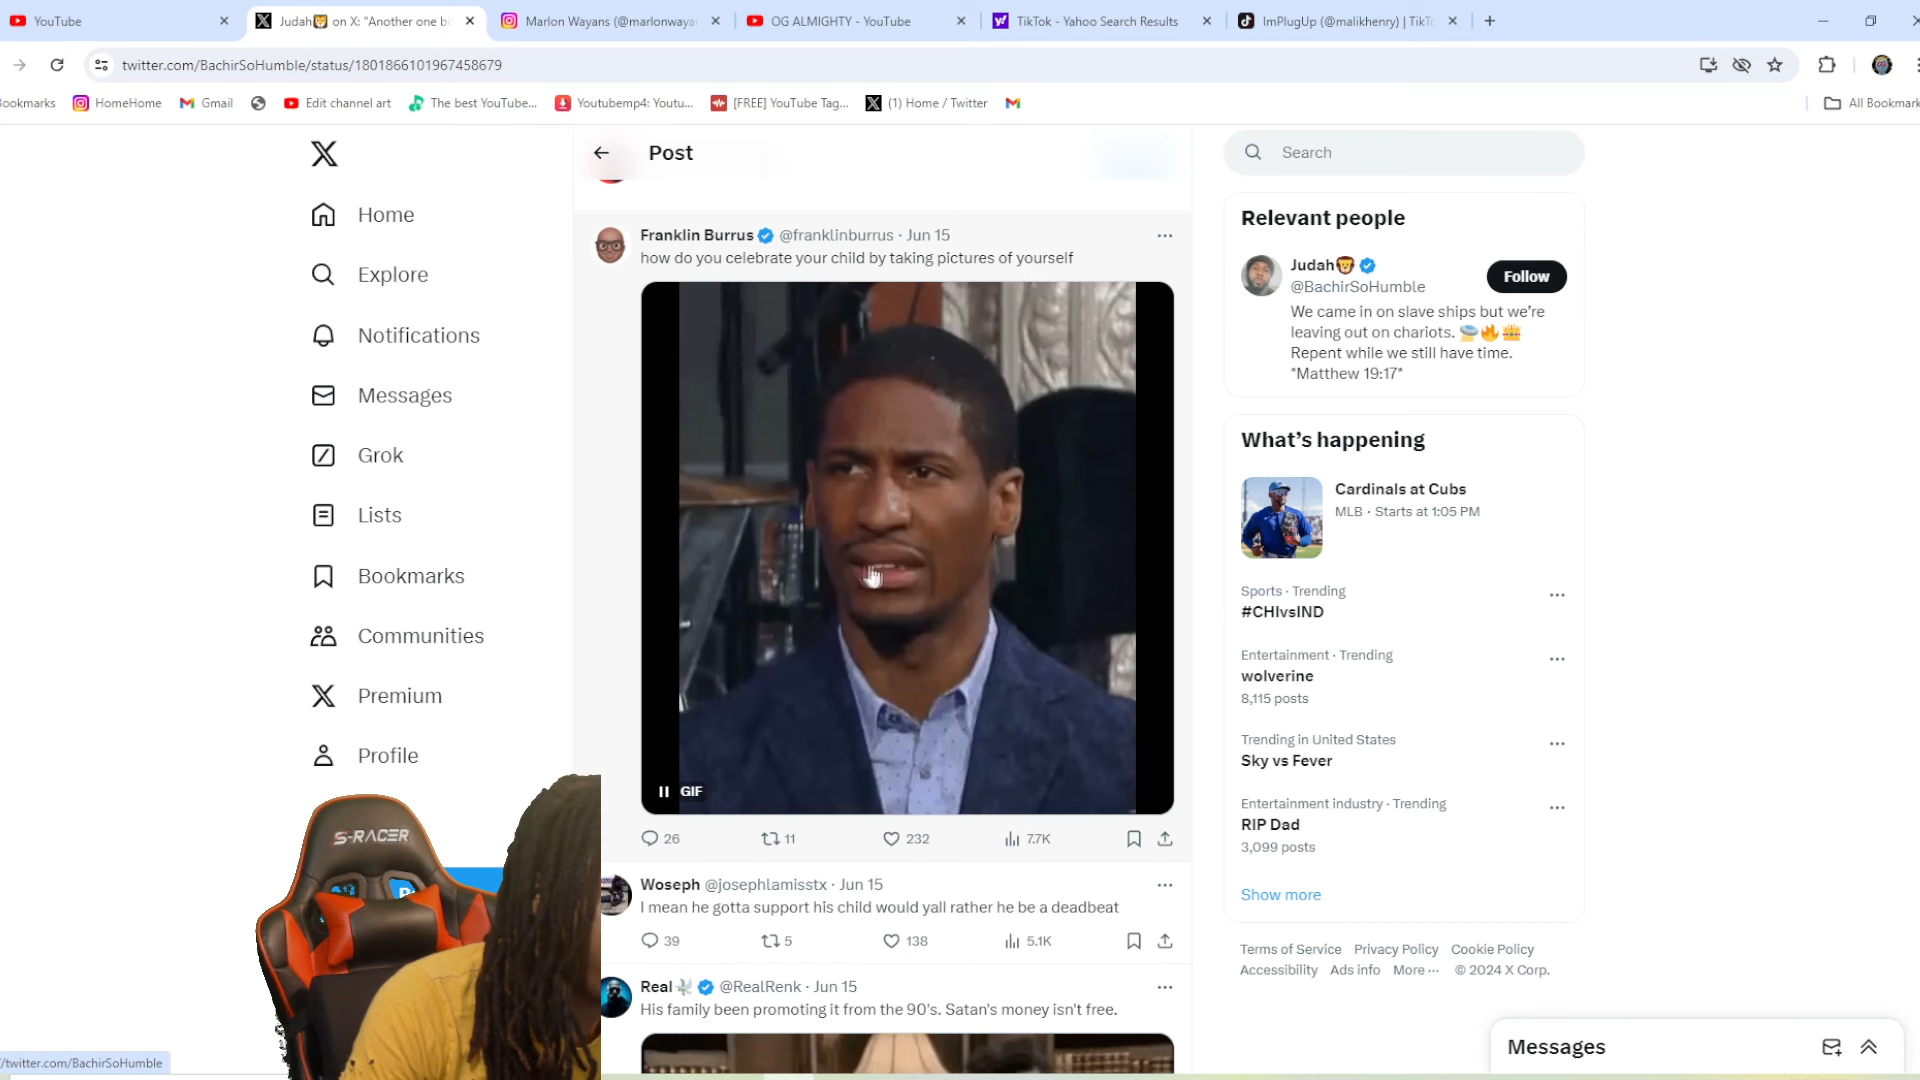 YouTube
Judah🦁 on X: "Another one bi
Marlon Wayans (@marlonwaya
OG ALMIGHTY - YouTube
TikTok - Yahoo Search Results
ImPlugUp (@malikhenry) | TikTo
twitter.com/BachirSoHumble/status/1801866101967458679
Bookmarks
HomeHome
Gmail
Edit channel art
The best YouTube...
Youtubemp4: Youtu...
[FREE] YouTube Tag...
(1) Home / Twitter
All Bookmark
Home
Explore
Notifications
Messages
Grok
Lists
Bookmarks
Communities
Premium
Profile
S-RACER
Post
Franklin Burrus @franklinburrus · Jun 15
how do you celebrate your child by taking pictures of yourself
GIF
26 11 232 7.7K
Woseph @josephlamisstx · Jun 15
I mean he gotta support his child would yall rather he be a deadbeat
39 5 138 5.1K
Real🕊️ @RealRenk · Jun 15
His family been promoting it from the 90's. Satan's money isn't free.
Search
Relevant people
Judah🦁
@BachirSoHumble
Follow
We came in on slave ships but we're
leaving out on chariots.
Repent while we still have time.
*Matthew 19:17*
What's happening
Cardinals at Cubs
MLB · Starts at 1:05 PM
Sports · Trending
#CHIvsIND
Entertainment · Trending
wolverine
8,115 posts
Trending in United States
Sky vs Fever
Entertainment industry · Trending
RIP Dad
3,099 posts
Show more
Terms of Service Privacy Policy Cookie Policy
Accessibility Ads info More ··· © 2024 X Corp.
Messages
/twitter.com/BachirSoHumble